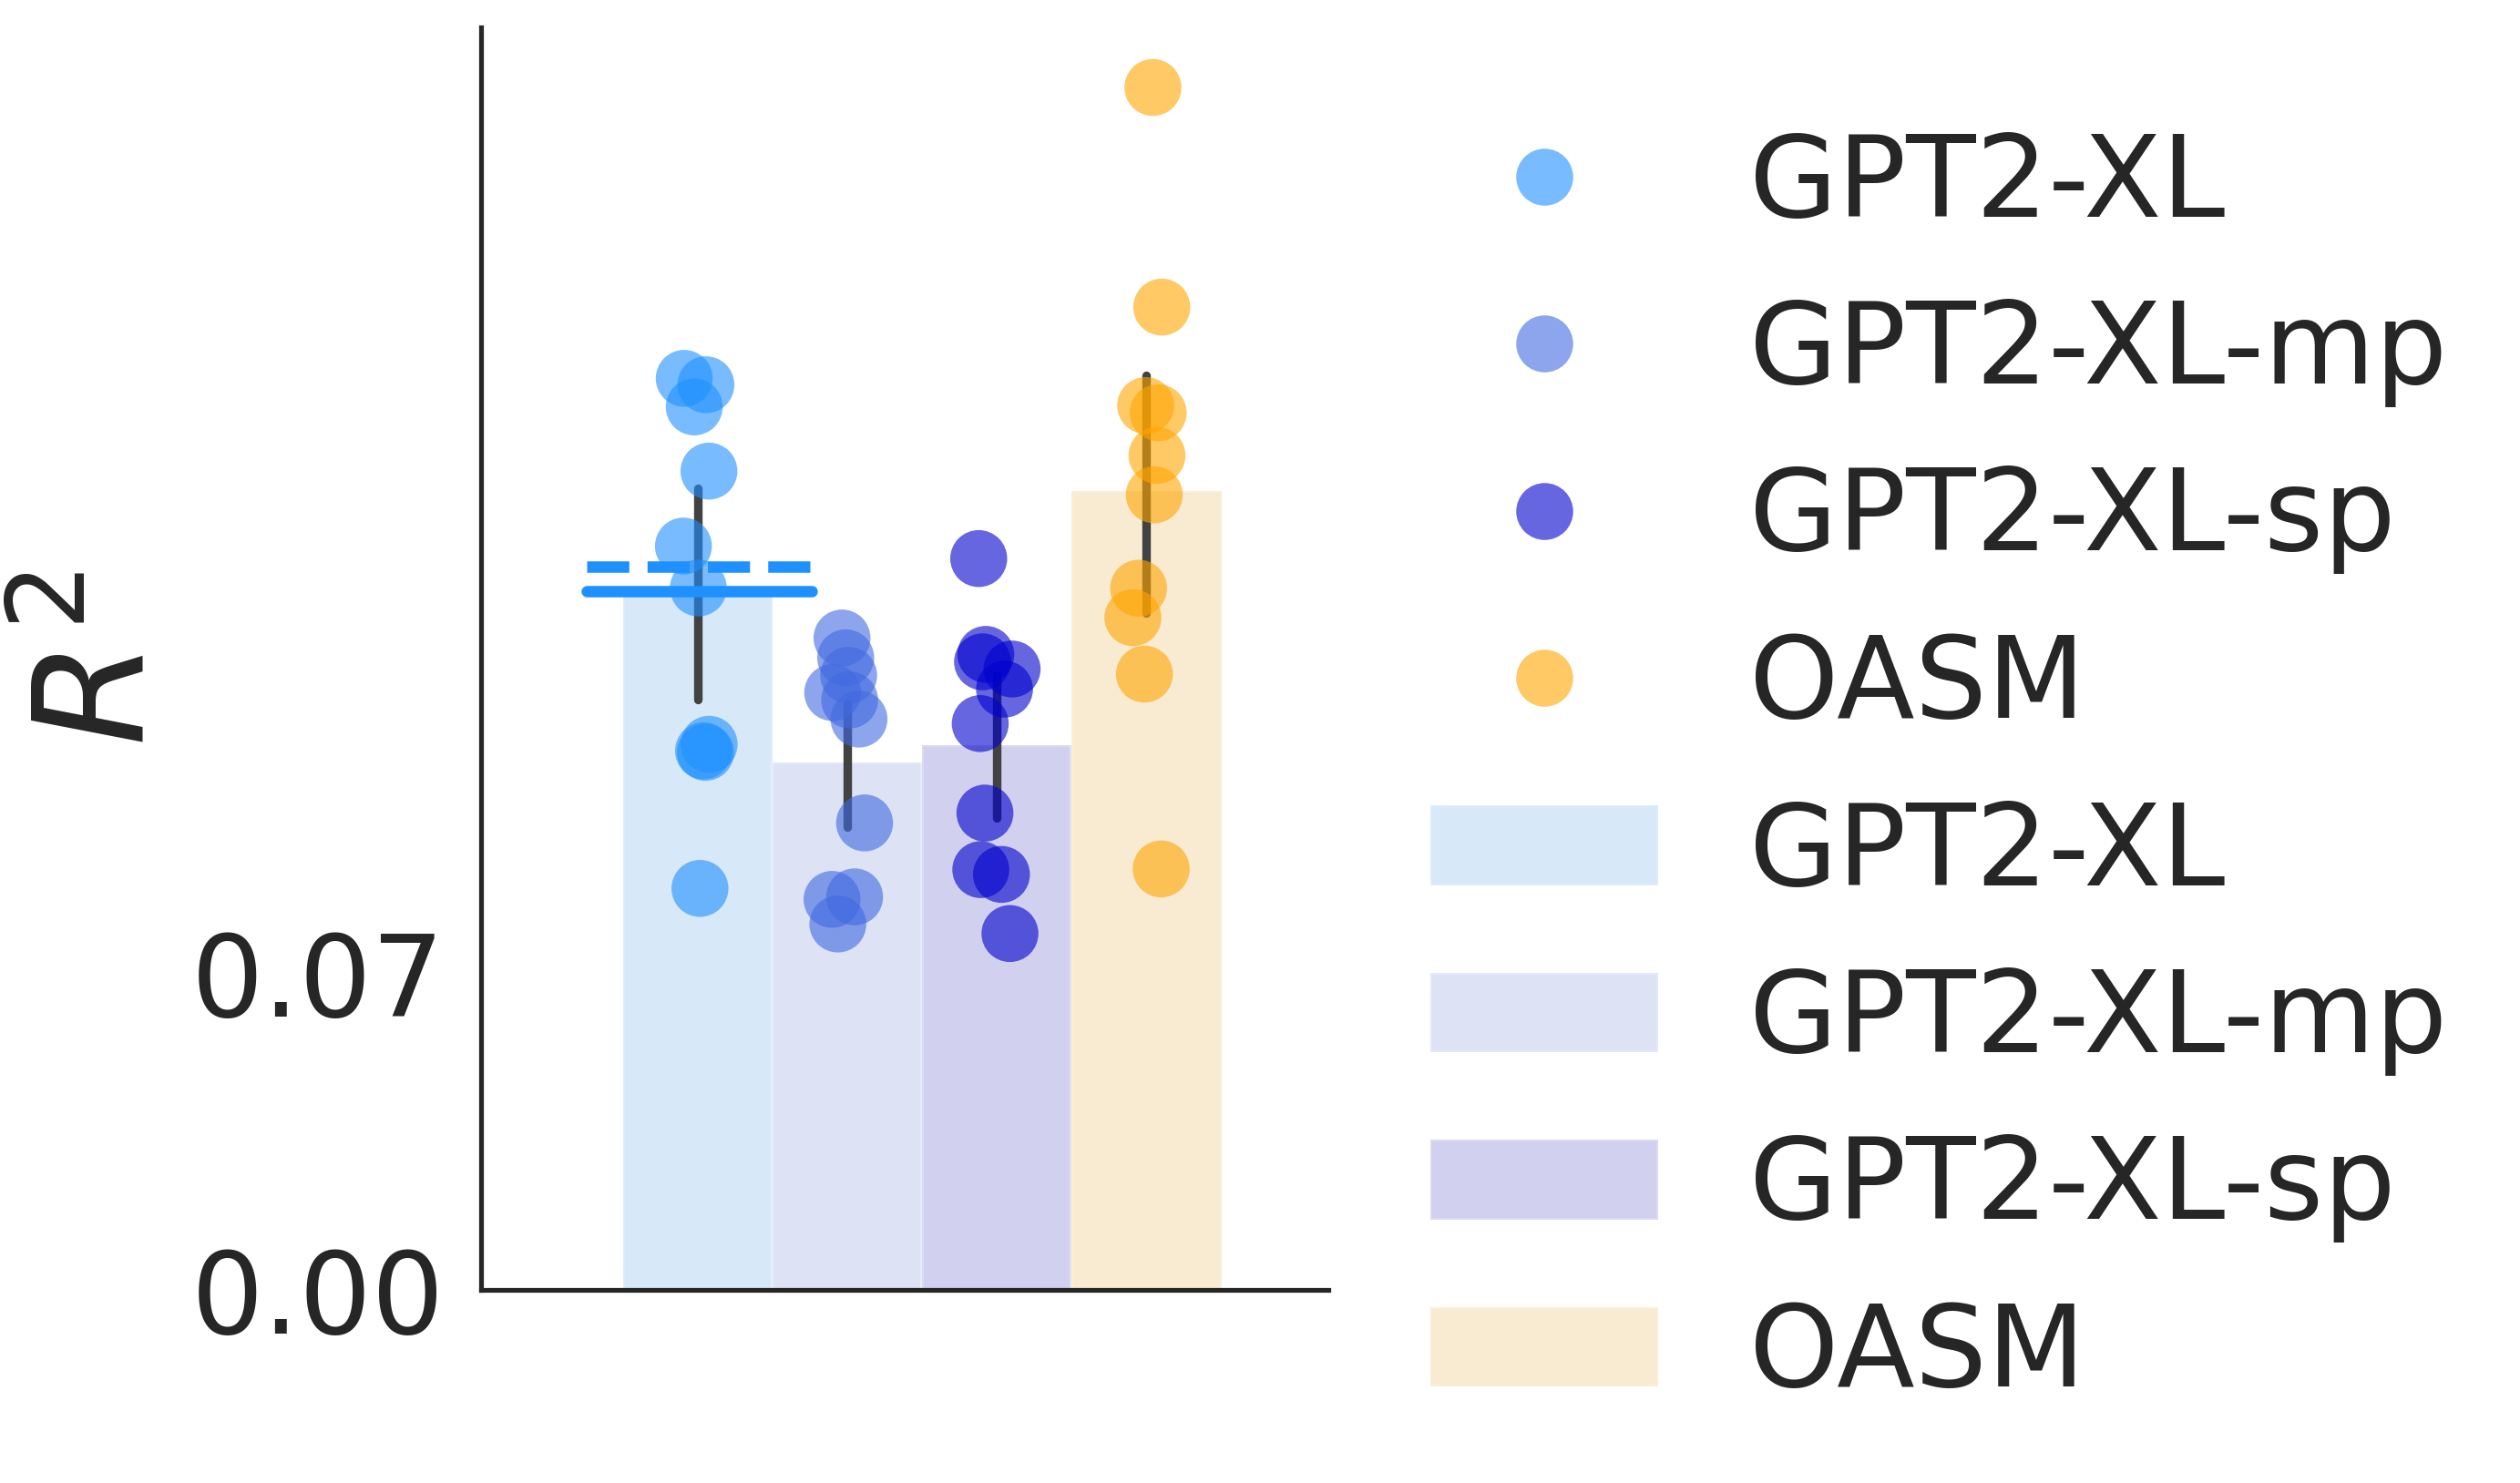 R²
0.07
0.00
GPT2-XL
GPT2-XL-mp
GPT2-XL-sp
OASM
GPT2-XL
GPT2-XL-mp
GPT2-XL-sp
OASM